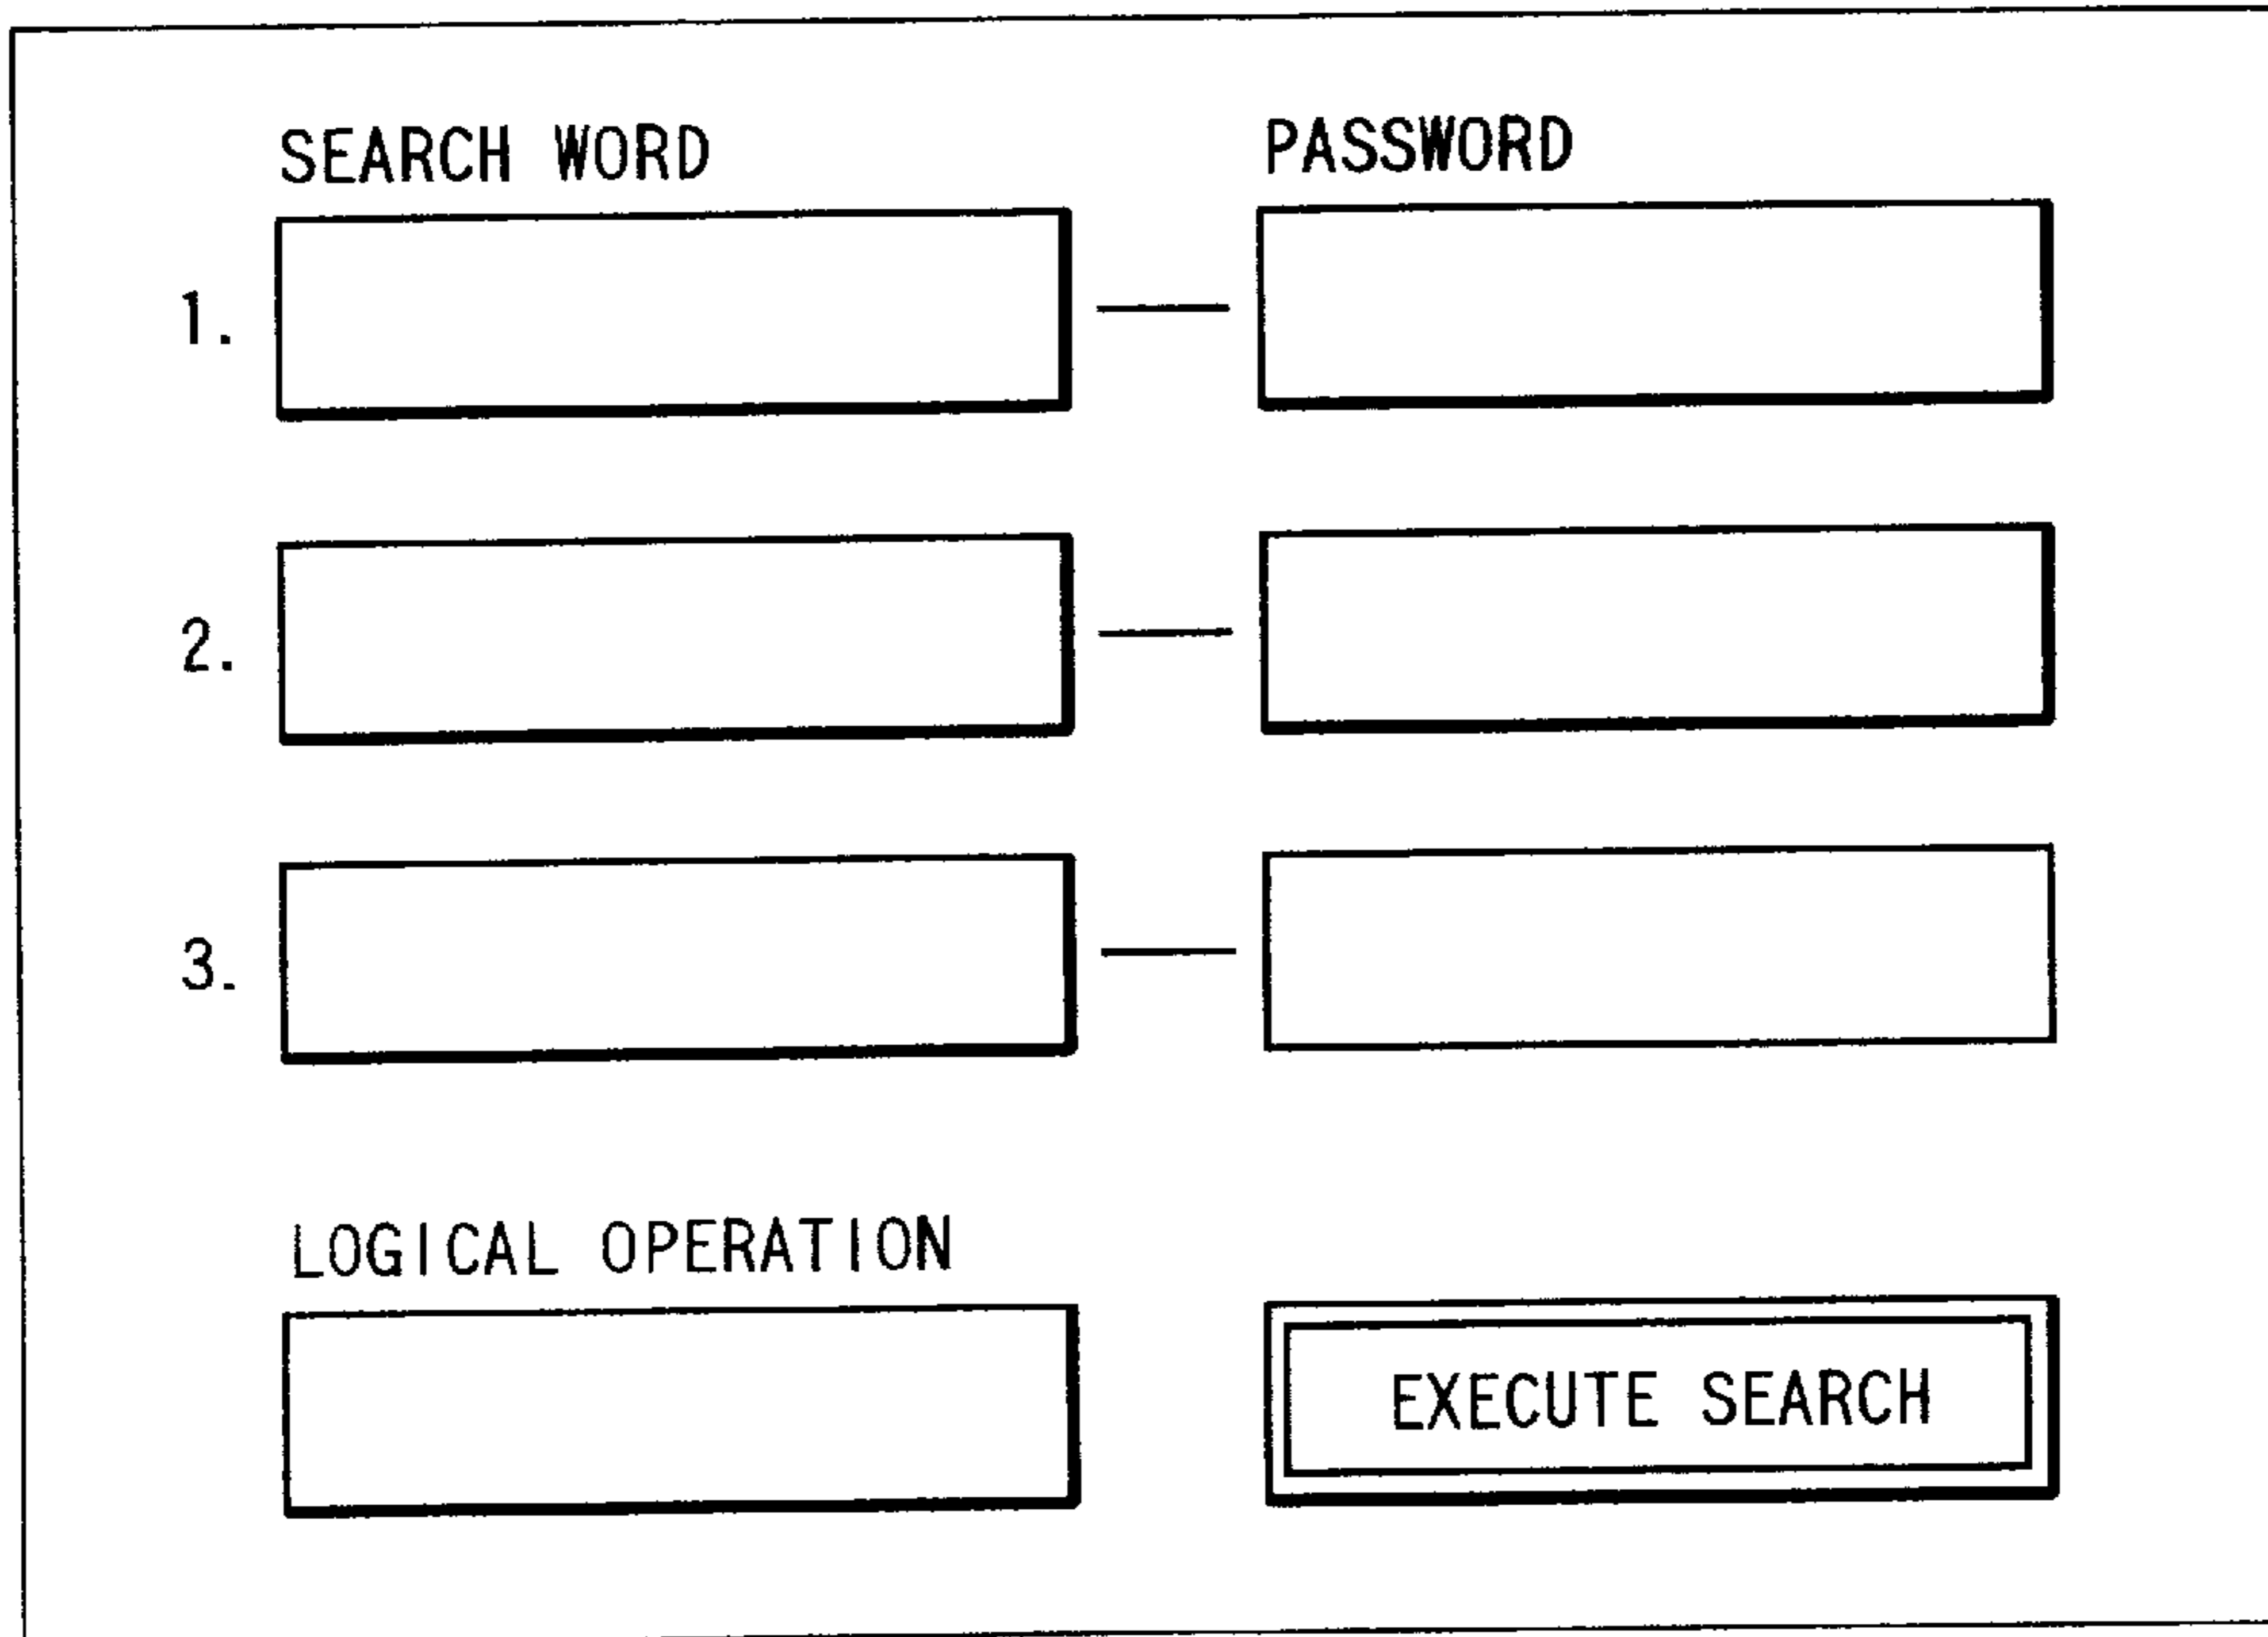 SEARCH WORD PASSWORD
1.
2.
3.
LOGICAL OPERATION
EXECUTE SEARCH